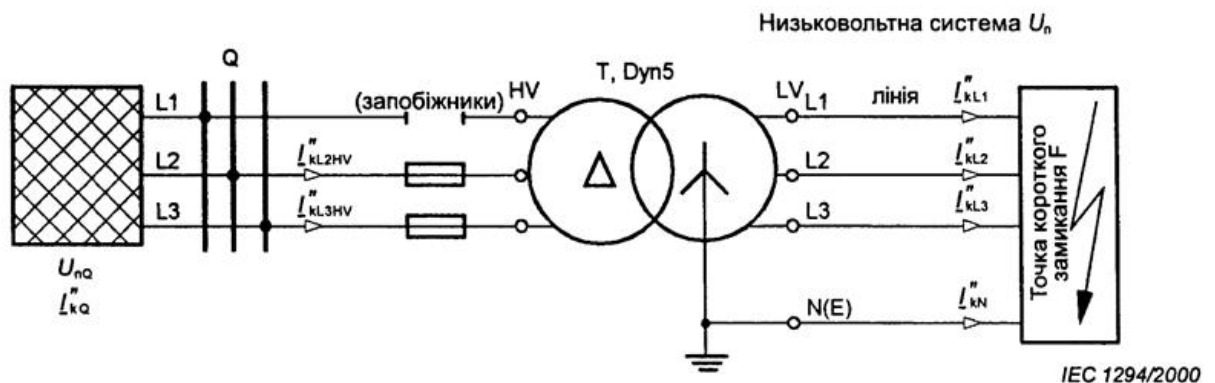 Низьковольтна система Uₙ
Q
T, Dyn5
L1
(запобіжники)
HV
LV
L1
лінія
I″kL1
L2
I″kL2HV
L2
I″kL2
L3
I″kL3HV
L3
I″kL3
UnQ
I″kQ
N(E)
I″kN
Точка короткого
замикання F
IEC 1294/2000